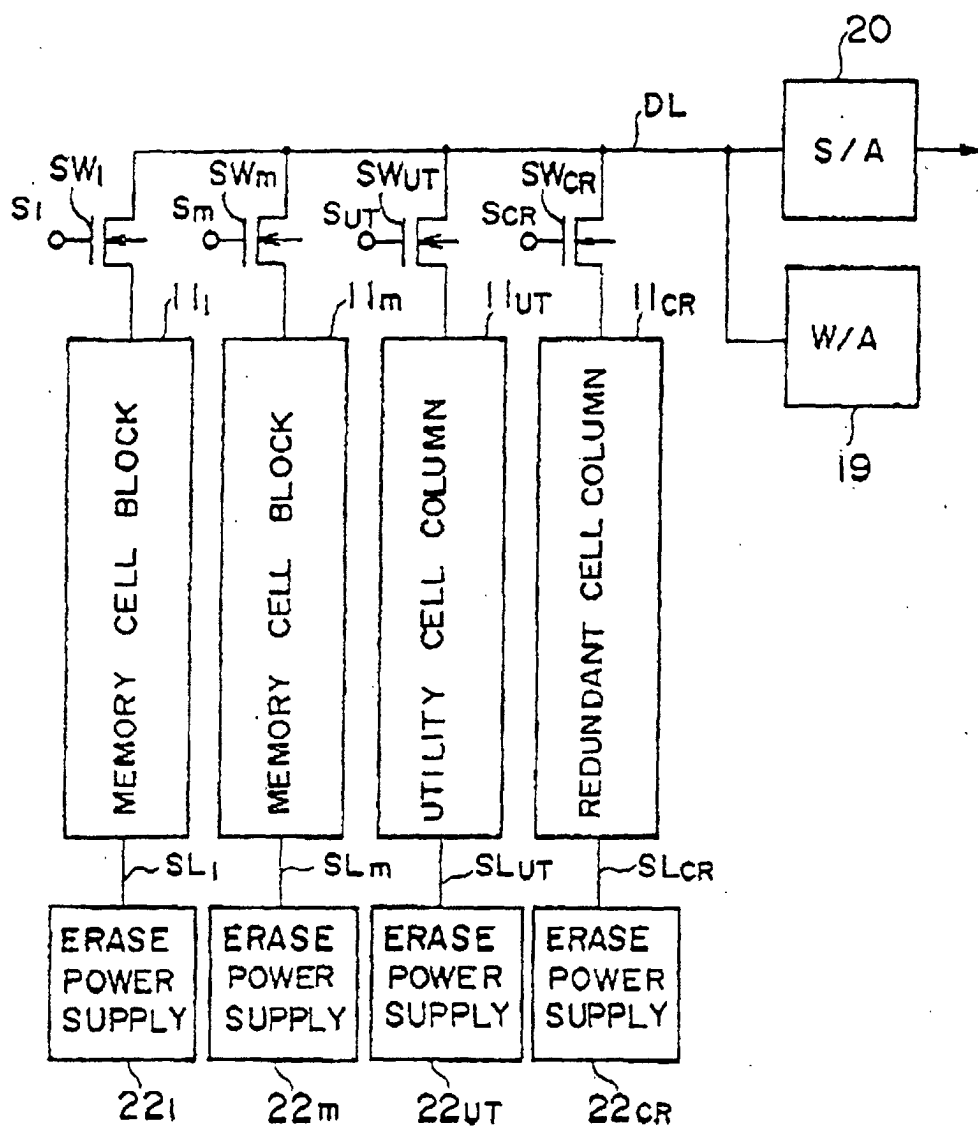 20
DL
S/A
SW1
SWm
SWUT
SWCR
S1
Sm
SUT
SCR
111
11m
11UT
11CR
W/A
19
MEMORY CELL BLOCK
MEMORY CELL BLOCK
UTILITY CELL COLUMN
REDUNDANT CELL COLUMN
SL1
SLm
SLUT
SLCR
ERASE
POWER
SUPPLY
ERASE
POWER
SUPPLY
ERASE
POWER
SUPPLY
ERASE
POWER
SUPPLY
221
22m
22UT
22CR